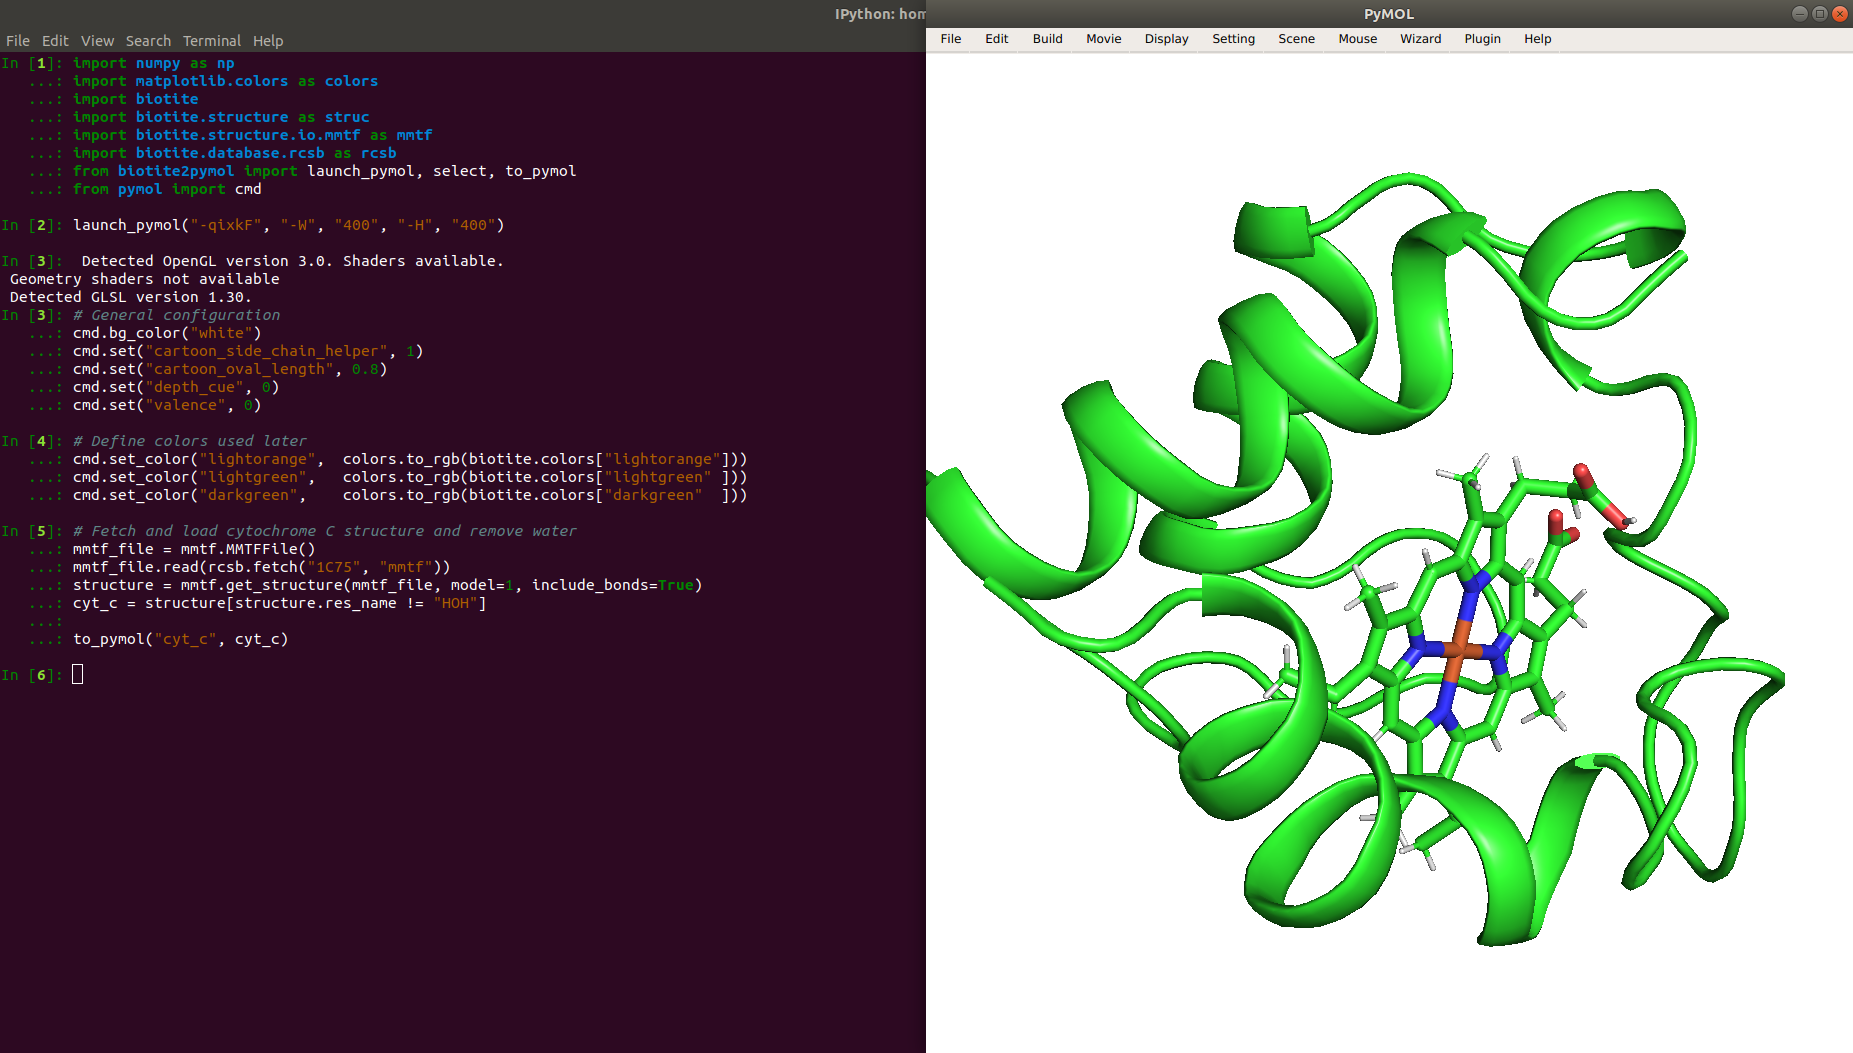 IPython: hom
File Edit View Search Terminal Help
In [1]: import numpy as np
   ...: import matplotlib.colors as colors
   ...: import biotite
   ...: import biotite.structure as struc
   ...: import biotite.structure.io.mmtf as mmtf
   ...: import biotite.database.rcsb as rcsb
   ...: from biotite2pymol import launch_pymol, select, to_pymol
   ...: from pymol import cmd
In [2]: launch_pymol("-qixkF", "-W", "400", "-H", "400")
In [3]:  Detected OpenGL version 3.0. Shaders available.
 Geometry shaders not available
 Detected GLSL version 1.30.
In [3]: # General configuration
   ...: cmd.bg_color("white")
   ...: cmd.set("cartoon_side_chain_helper", 1)
   ...: cmd.set("cartoon_oval_length", 0.8)
   ...: cmd.set("depth_cue", 0)
   ...: cmd.set("valence", 0)
In [4]: # Define colors used later
   ...: cmd.set_color("lightorange",  colors.to_rgb(biotite.colors["lightorange"]))
   ...: cmd.set_color("lightgreen",   colors.to_rgb(biotite.colors["lightgreen" ]))
   ...: cmd.set_color("darkgreen",    colors.to_rgb(biotite.colors["darkgreen"  ]))
In [5]: # Fetch and load cytochrome C structure and remove water
   ...: mmtf_file = mmtf.MMTFFile()
   ...: mmtf_file.read(rcsb.fetch("1C75", "mmtf"))
   ...: structure = mmtf.get_structure(mmtf_file, model=1, include_bonds=True)
   ...: cyt_c = structure[structure.res_name != "HOH"]
   ...:
   ...: to_pymol("cyt_c", cyt_c)
In [6]:
PyMOL
File Edit Build Movie Display Setting Scene Mouse Wizard Plugin Help